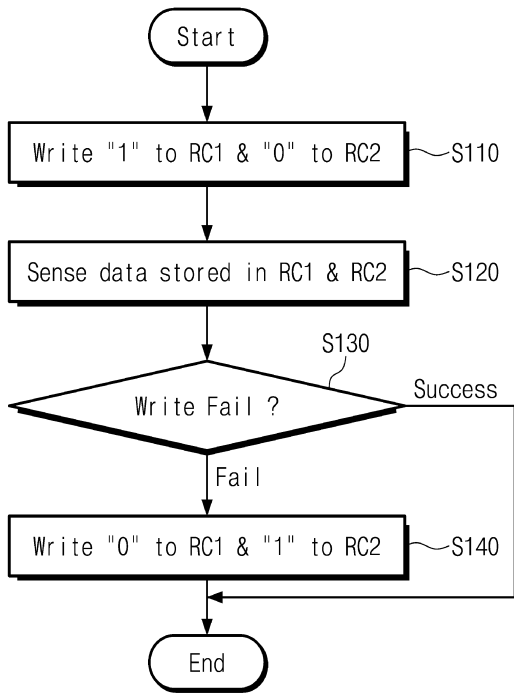 Start
Write "1" to RC1 & "0" to RC2
S110
Sense data stored in RC1 & RC2
S120
S130
Write Fail ?
Success
Fail
Write "0" to RC1 & "1" to RC2
S140
End